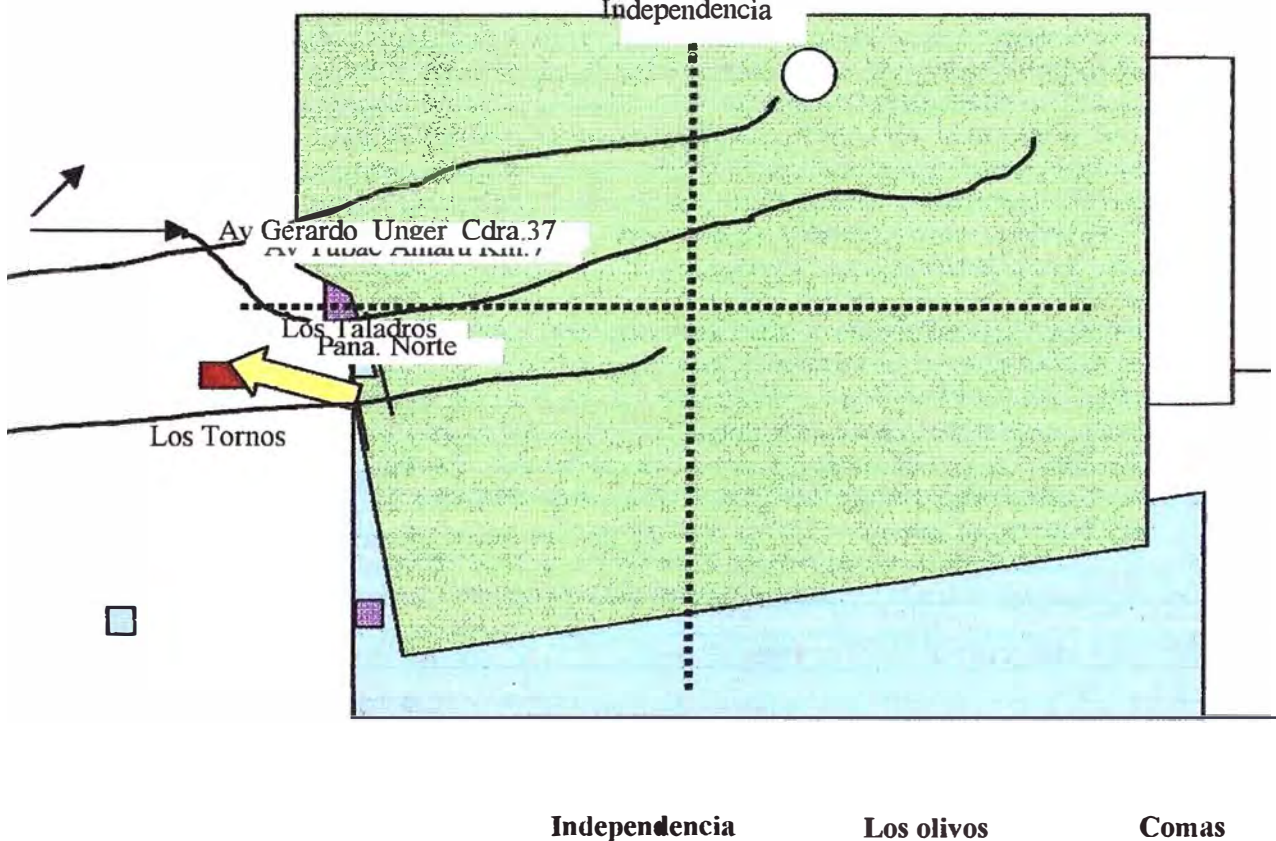 Independencia
Av Gerardo Unger Cdra.37
Los Taladros
Pana. Norte
Los Tornos
Independencia Los olivos Comas